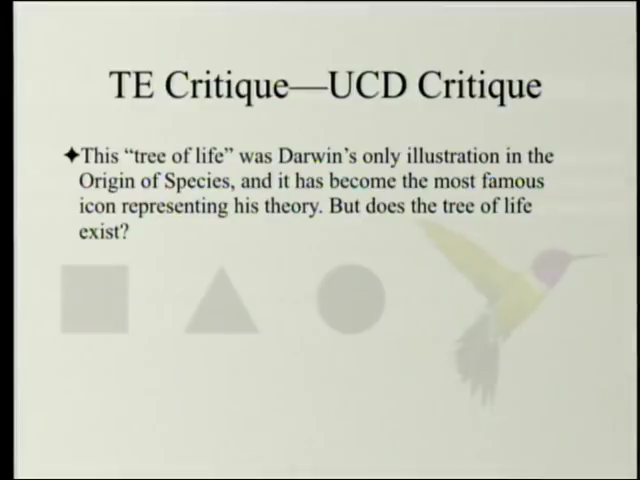 TE Critique—UCD Critique
✦This “tree of life” was Darwin’s only illustration in the
Origin of Species, and it has become the most famous
icon representing his theory. But does the tree of life
exist?